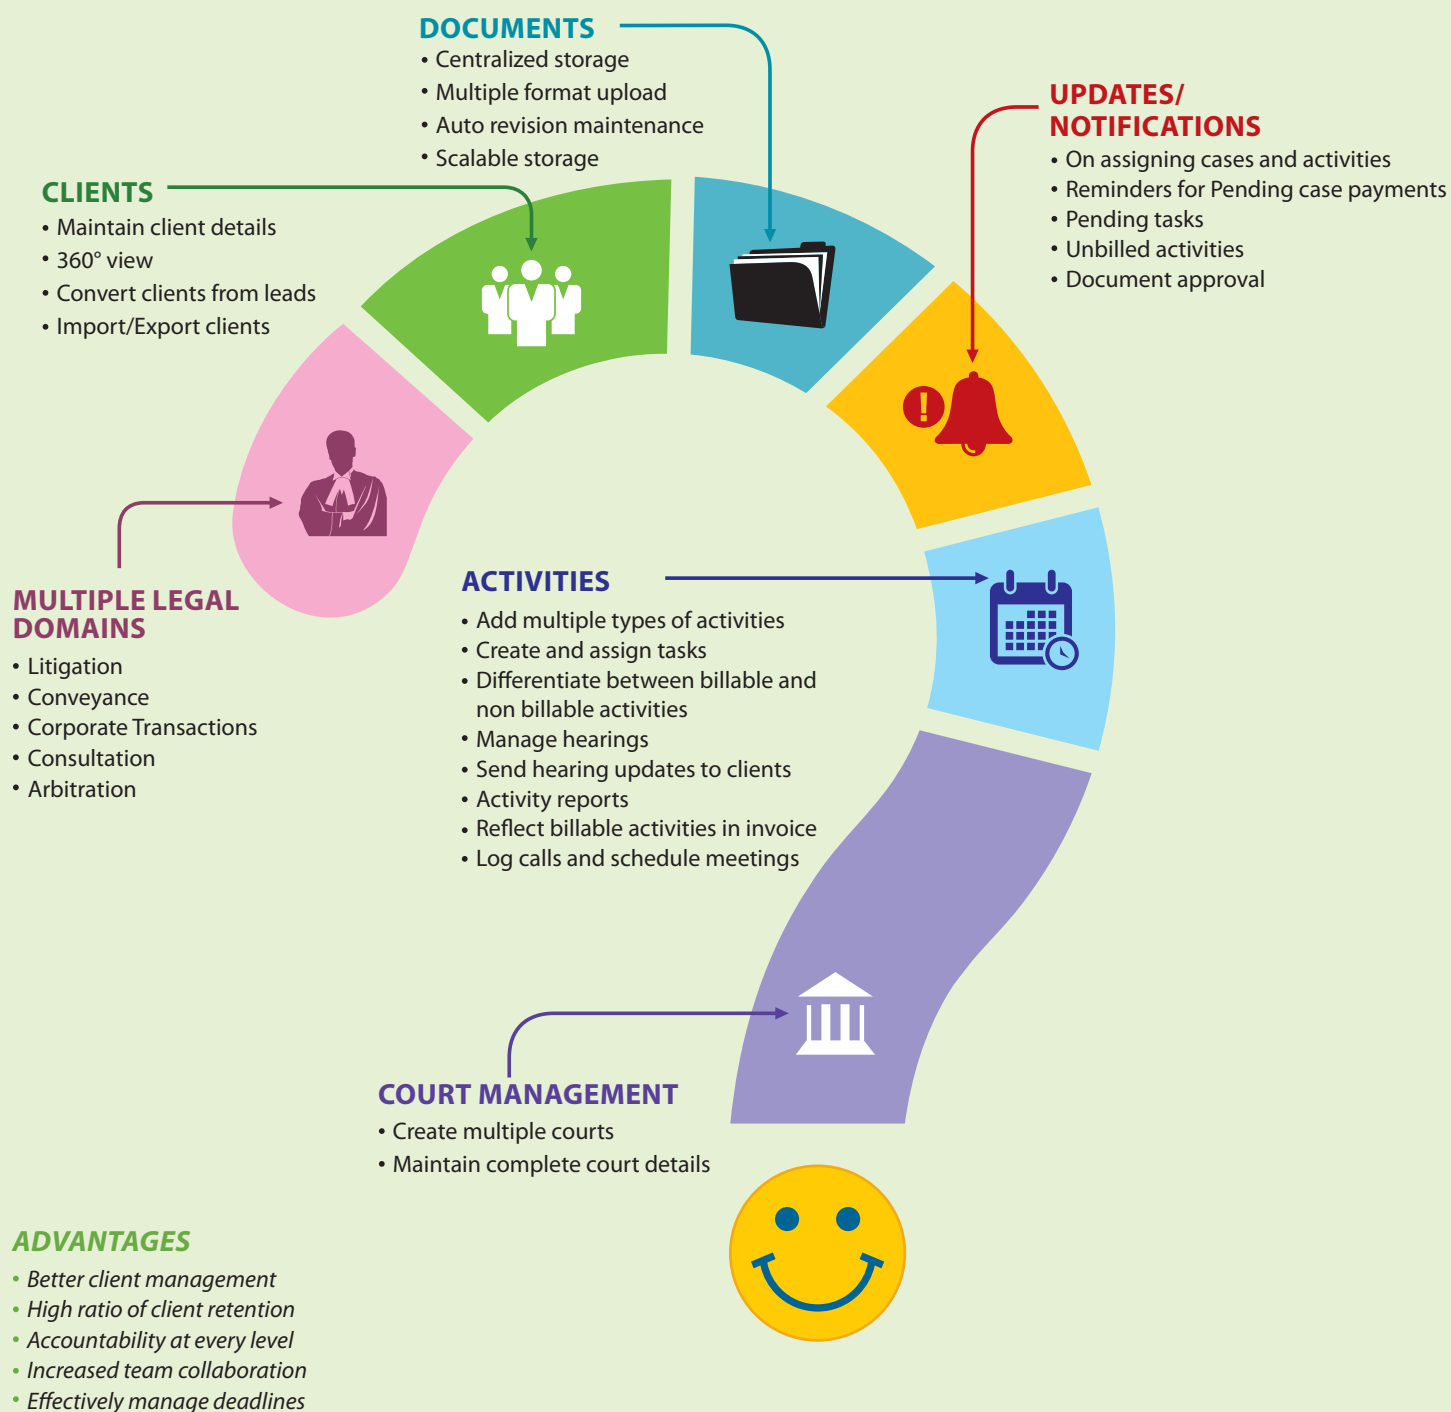 DOCUMENTS
• Centralized storage
• Multiple format upload
• Auto revision maintenance
• Scalable storage
UPDATES/
NOTIFICATIONS
• On assigning cases and activities
• Reminders for Pending case payments
• Pending tasks
• Unbilled activities
• Document approval
CLIENTS
• Maintain client details
• 360° view
• Convert clients from leads
• Import/Export clients
MULTIPLE LEGAL
DOMAINS
• Litigation
• Conveyance
• Corporate Transactions
• Consultation
• Arbitration
ACTIVITIES
• Add multiple types of activities
• Create and assign tasks
• Differentiate between billable and
non billable activities
• Manage hearings
• Send hearing updates to clients
• Activity reports
• Reflect billable activities in invoice
• Log calls and schedule meetings
COURT MANAGEMENT
• Create multiple courts
• Maintain complete court details
ADVANTAGES
• Better client management
• High ratio of client retention
• Accountability at every level
• Increased team collaboration
• Effectively manage deadlines